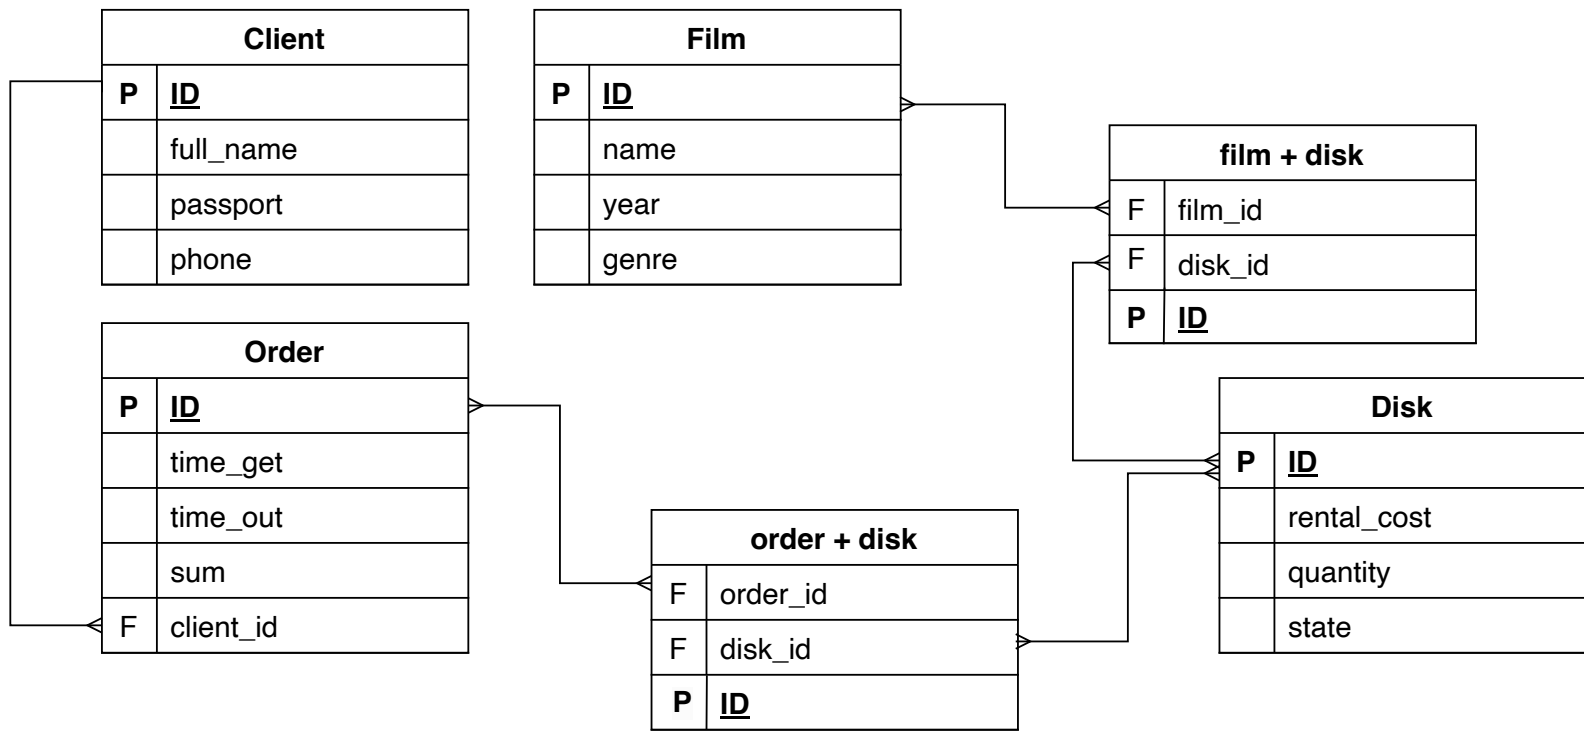 Client
P ID
full_name
passport
phone
Film
P ID
name
year
genre
film + disk
F film_id
F disk_id
P ID
Order
P ID
time_get
time_out
sum
F client_id
order + disk
F order_id
F disk_id
P ID
Disk
P ID
rental_cost
quantity
state